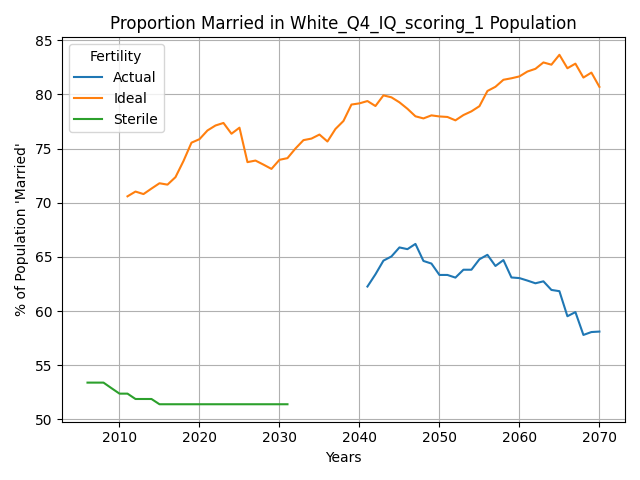 Proportion Married in White_Q4_IQ_scoring_1 Population
Fertility
Actual
Ideal
Sterile
% of Population 'Married'
85
80
75
70
65
60
55
50
2010
2020
2030
2040
2050
2060
2070
Years